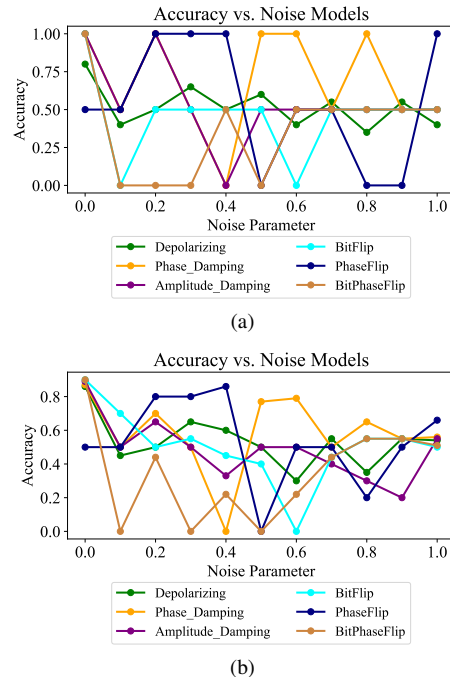 Accuracy vs. Noise Models
1.00
0.75
0.50
0.25
0.00
Accuracy
0.0 0.2 0.4 0.6 0.8 1.0
Noise Parameter
Depolarizing BitFlip
Phase_Damping PhaseFlip
Amplitude_Damping BitPhaseFlip
(a)
Accuracy vs. Noise Models
0.8
0.6
0.4
0.2
0.0
Accuracy
0.0 0.2 0.4 0.6 0.8 1.0
Noise Parameter
Depolarizing BitFlip
Phase_Damping PhaseFlip
Amplitude_Damping BitPhaseFlip
(b)